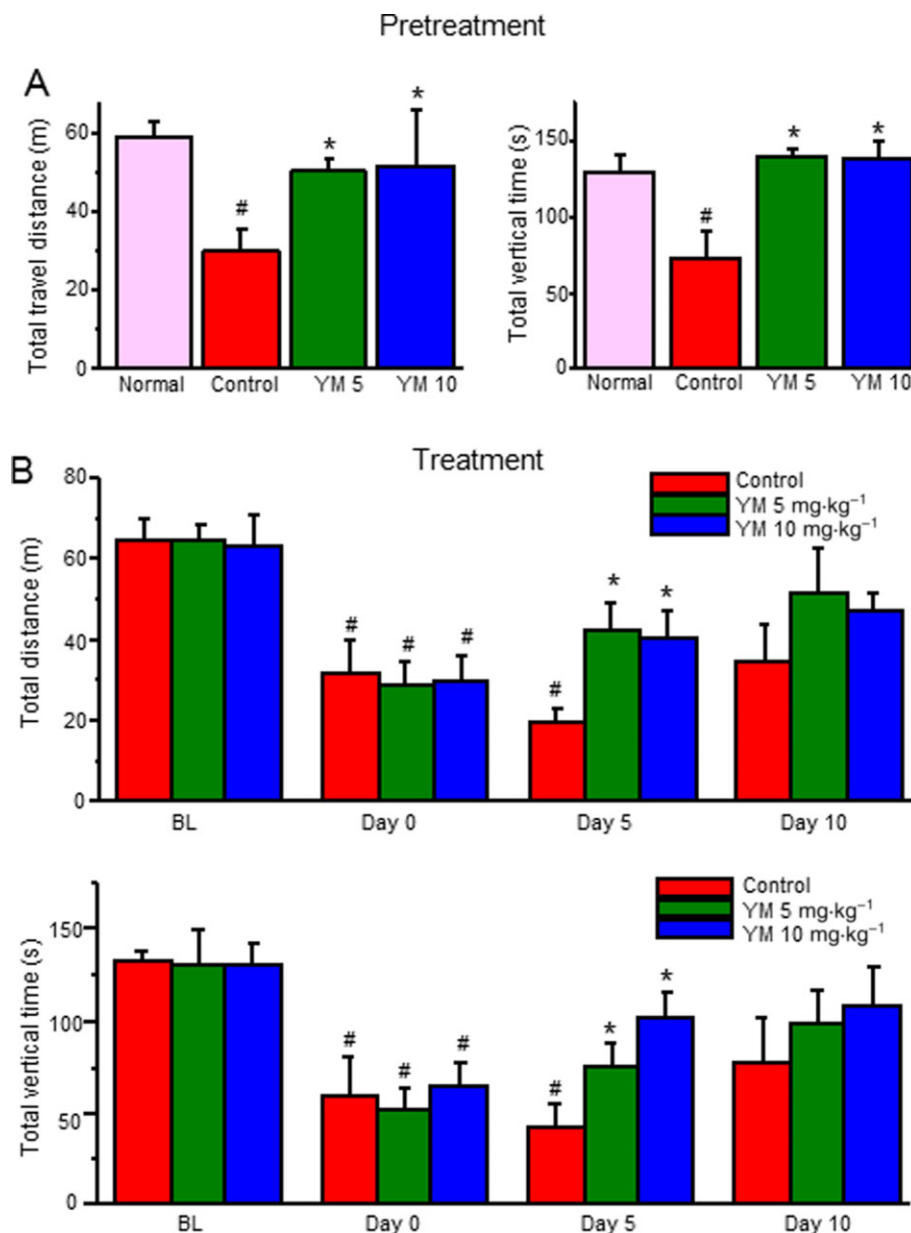 Pretreatment
A
Total travel distance (m)
60
40
20
0
*
#
*
Normal Control YM 5 YM 10
Total vertical time (s)
150
100
50
0
#
*
*
Normal Control YM 5 YM 10
B
Treatment
Total distance (m)
80
60
40
20
0
Control
YM 5 mg·kg⁻¹
YM 10 mg·kg⁻¹
# # #
# * *
BL Day 0 Day 5 Day 10
Total vertical time (s)
150
100
50
0
Control
YM 5 mg·kg⁻¹
YM 10 mg·kg⁻¹
# # #
# * *
BL Day 0 Day 5 Day 10